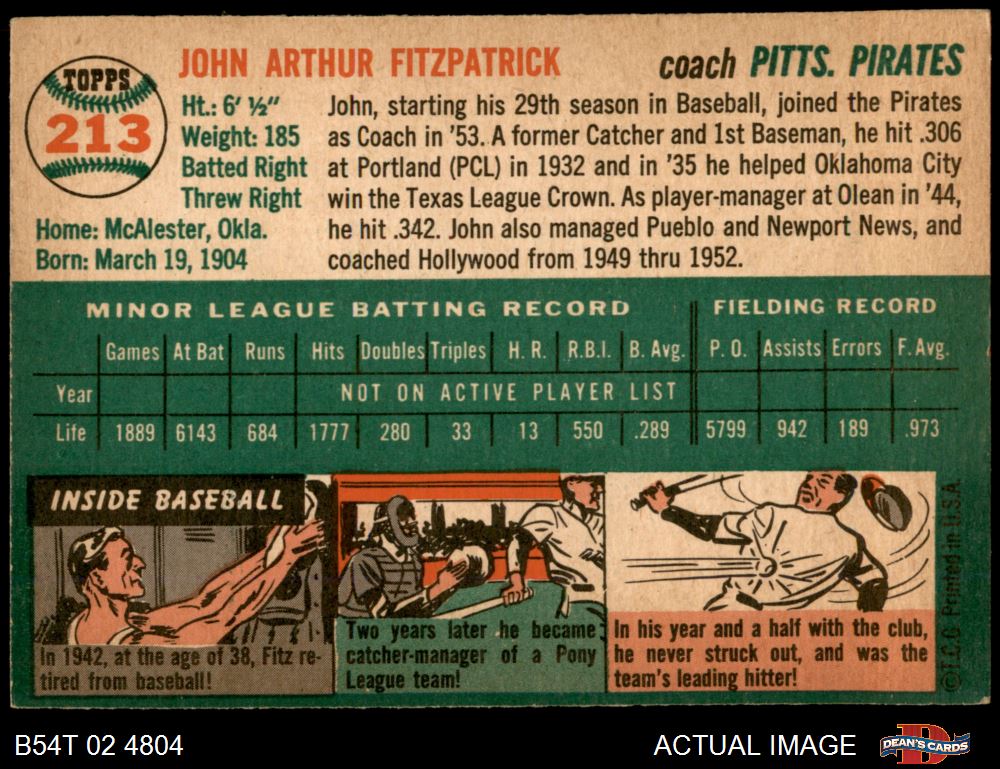 TOPPS
213
JOHN ARTHUR FITZPATRICK
coach PITTS. PIRATES
Ht.: 6' ½"
Weight: 185
Batted Right
Threw Right
Home: McAlester, Okla.
Born: March 19, 1904
John, starting his 29th season in Baseball, joined the Pirates
as Coach in '53. A former Catcher and 1st Baseman, he hit .306
at Portland (PCL) in 1932 and in '35 he helped Oklahoma City
win the Texas League Crown. As player-manager at Olean in '44,
he hit .342. John also managed Pueblo and Newport News, and
coached Hollywood from 1949 thru 1952.
MINOR LEAGUE BATTING RECORD FIELDING RECORD
Games At Bat Runs Hits Doubles Triples H. R. R.B.I. B. Avg. P. O. Assists Errors F. Avg.
Year NOT ON ACTIVE PLAYER LIST
Life 1889 6143 684 1777 280 33 13 550 .289 5799 942 189 .973
INSIDE BASEBALL
In 1942, at the age of 38, Fitz re-
tired from baseball!
Two years later he became
catcher-manager of a Pony
League team!
In his year and a half with the club,
he never struck out, and was the
team's leading hitter!
©T.C.G. Printed in U.S.A.
B54T 02 4804
ACTUAL IMAGE
DEAN'S CARDS